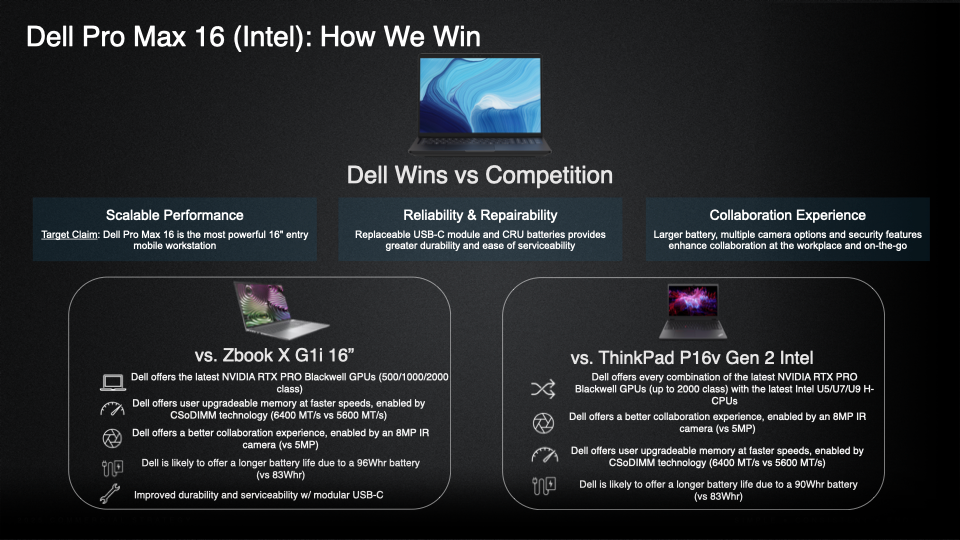 Dell Pro Max 16 (Intel): How We Win
Dell Wins vs Competition
Scalable Performance
Target Claim: Dell Pro Max 16 is the most powerful 16" entry
mobile workstation
Reliability & Repairability
Replaceable USB-C module and CRU batteries provides
greater durability and ease of serviceability
Collaboration Experience
Larger battery, multiple camera options and security features
enhance collaboration at the workplace and on-the-go
vs. Zbook X G1i 16”
Dell offers the latest NVIDIA RTX PRO Blackwell GPUs (500/1000/2000
class)
Dell offers user upgradeable memory at faster speeds, enabled by
CSoDIMM technology (6400 MT/s vs 5600 MT/s)
Dell offers a better collaboration experience, enabled by an 8MP IR
camera (vs 5MP)
Dell is likely to offer a longer battery life due to a 96Whr battery
(vs 83Whr)
Improved durability and serviceability w/ modular USB-C
vs. ThinkPad P16v Gen 2 Intel
Dell offers every combination of the latest NVIDIA RTX PRO
Blackwell GPUs (up to 2000 class) with the latest Intel U5/U7/U9 H-
CPUs
Dell offers a better collaboration experience, enabled by an 8MP IR
camera (vs 5MP)
Dell offers user upgradeable memory at faster speeds, enabled by
CSoDIMM technology (6400 MT/s vs 5600 MT/s)
Dell is likely to offer a longer battery life due to a 90Whr battery
(vs 83Whr)